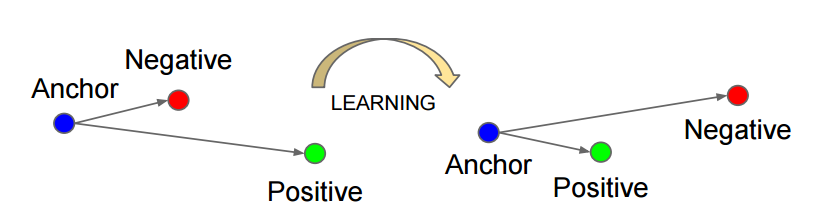 Negative
Anchor
Positive
LEARNING
Anchor
Positive
Negative